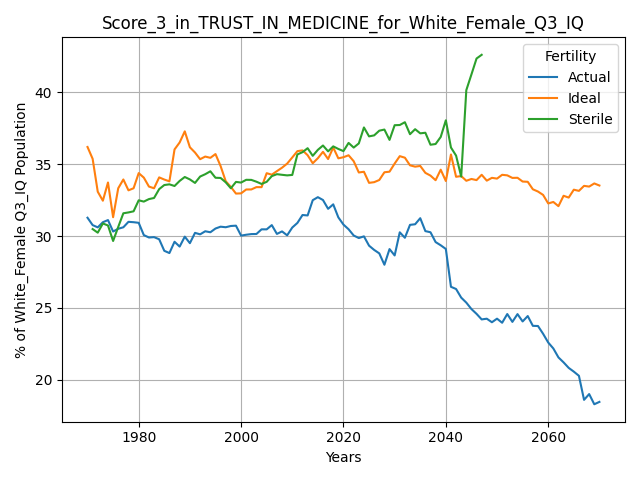 Score_3_in_TRUST_IN_MEDICINE_for_White_Female_Q3_IQ
% of White_Female Q3_IQ Population
40
35
30
25
20
Fertility
Actual
Ideal
Sterile
1980
2000
2020
2040
2060
Years